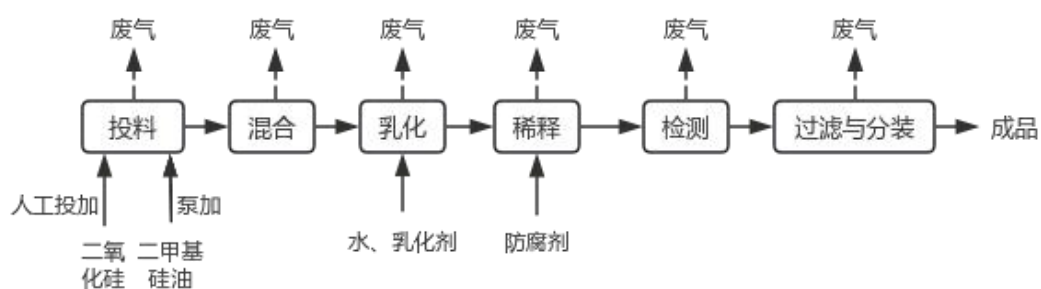 废气 废气 废气 废气 废气 废气
投料 混合 乳化 稀释 检测 过滤与分装 成品
人工投加 泵加
二氧化硅 二甲基硅油 水、乳化剂 防腐剂